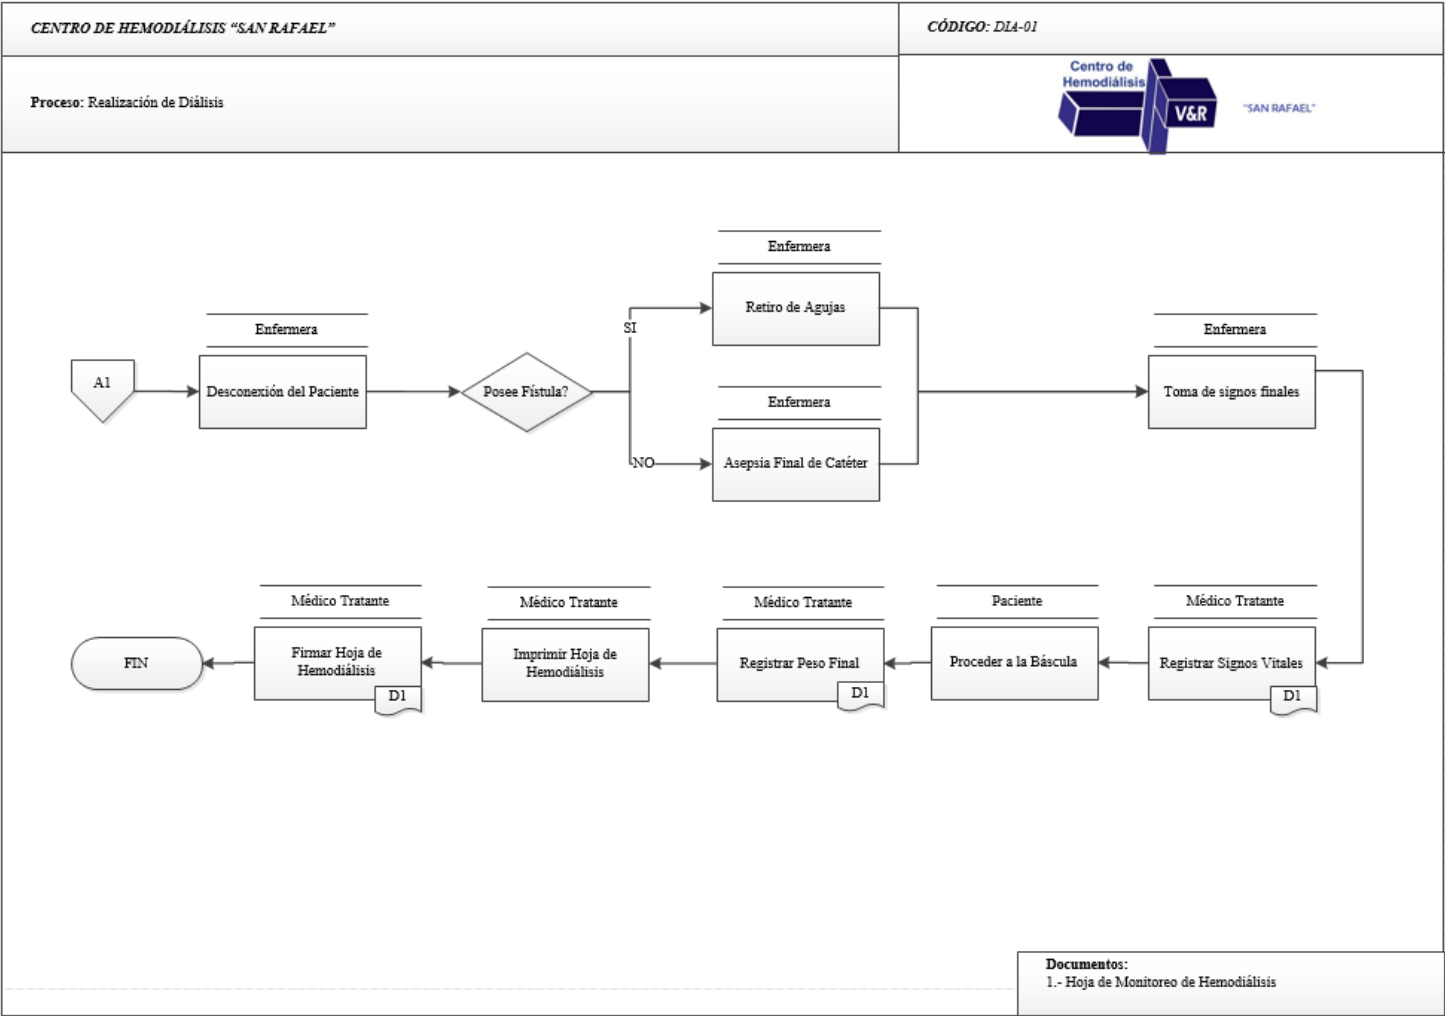 CENTRO DE HEMODIÁLISIS “SAN RAFAEL”
CÓDIGO: DIA-01
Proceso: Realización de Diálisis
Centro de
Hemodiálisis
V&R
"SAN RAFAEL"
Enfermera
Retiro de Agujas
SI
Enfermera
Desconexión del Paciente
A1
Posee Fístula?
Enfermera
Toma de signos finales
Enfermera
Asepsia Final de Catéter
NO
Médico Tratante
Firmar Hoja de
Hemodiálisis
D1
Médico Tratante
Imprimir Hoja de
Hemodiálisis
Médico Tratante
Registrar Peso Final
D1
Paciente
Proceder a la Báscula
Médico Tratante
Registrar Signos Vitales
D1
FIN
Documentos:
1.- Hoja de Monitoreo de Hemodiálisis